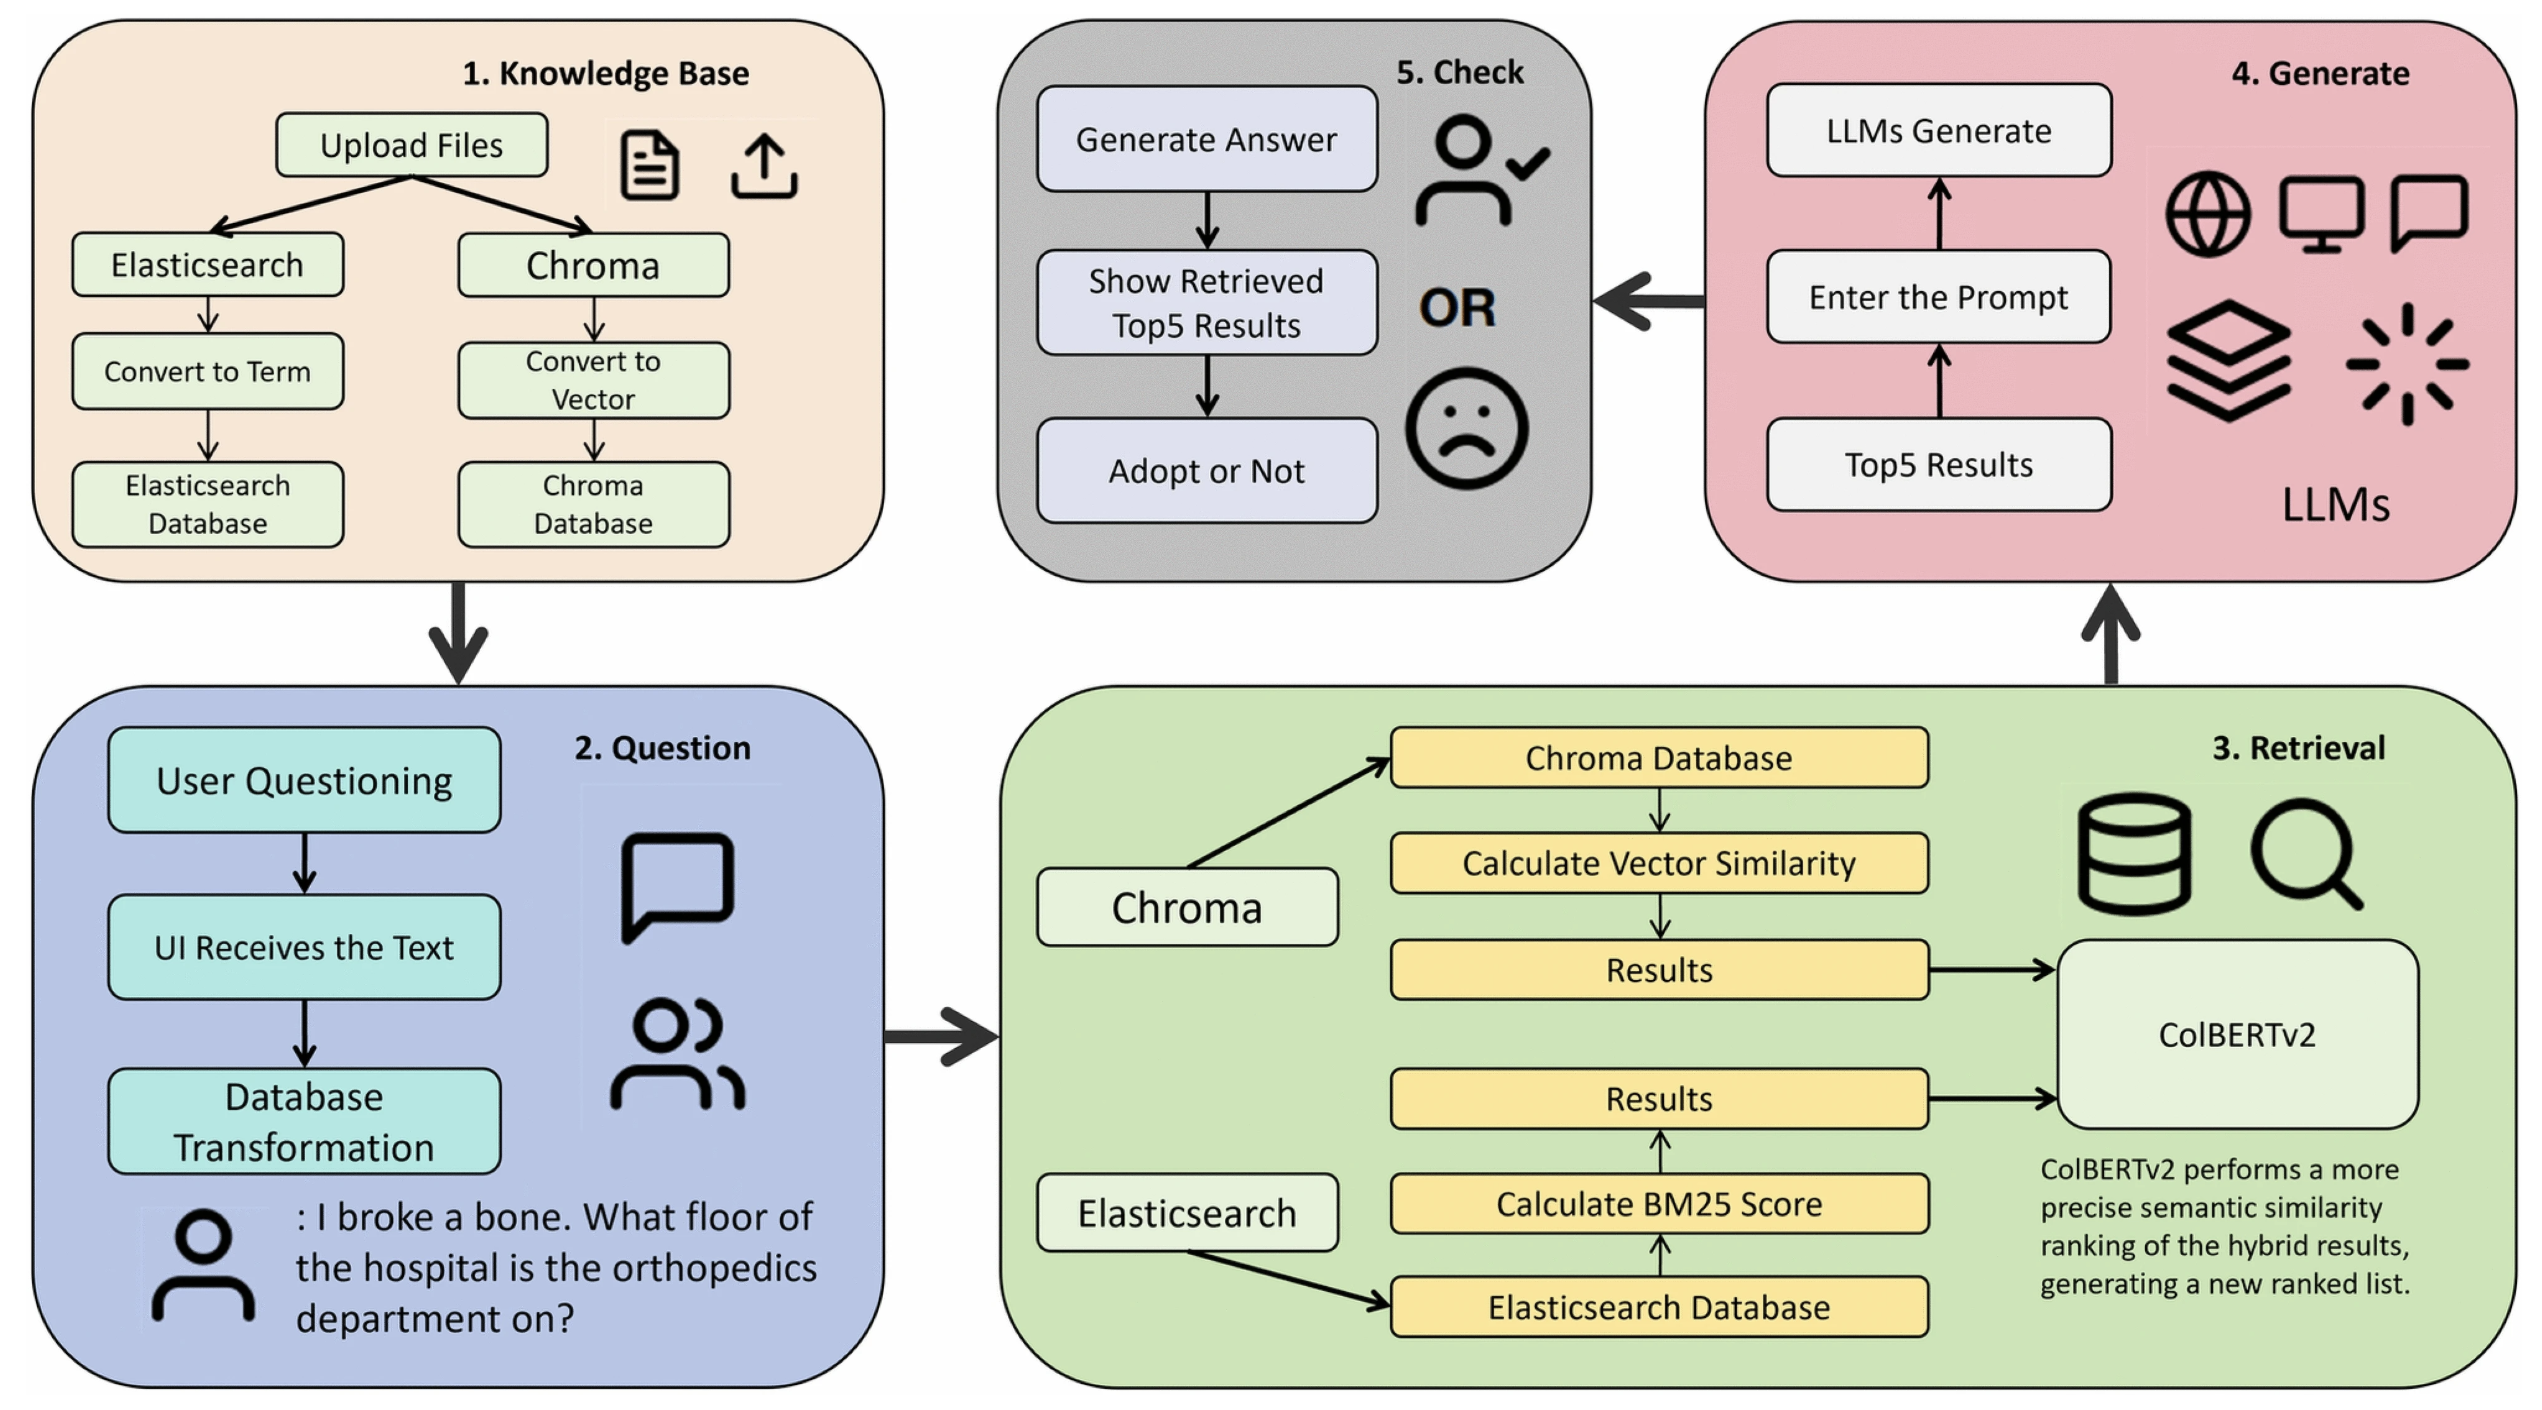 1. Knowledge Base
Upload Files
Elasticsearch
Chroma
Convert to Term
Convert to
Vector
Elasticsearch
Database
Chroma
Database
2. Question
User Questioning
UI Receives the Text
Database
Transformation
: I broke a bone. What floor of
the hospital is the orthopedics
department on?
3. Retrieval
Chroma
Chroma Database
Calculate Vector Similarity
Results
Results
Calculate BM25 Score
Elasticsearch Database
Elasticsearch
ColBERTv2
ColBERTv2 performs a more
precise semantic similarity
ranking of the hybrid results,
generating a new ranked list.
4. Generate
LLMs Generate
Enter the Prompt
Top5 Results
LLMs
5. Check
Generate Answer
Show Retrieved
Top5 Results
Adopt or Not
OR